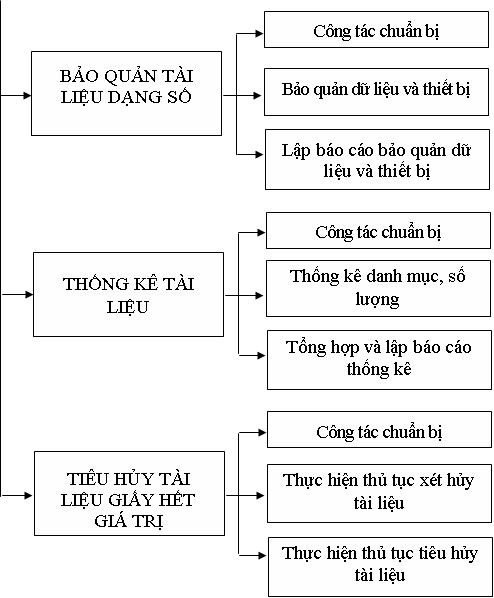 Công tác chuẩn bị
BẢO QUẢN TÀI
LIỆU DẠNG SỐ
Bảo quản dữ liệu và thiết bị
Lập báo cáo bảo quản dữ
liệu và thiết bị
Công tác chuẩn bị
THỐNG KÊ TÀI
LIỆU
Thống kê danh mục, số
lượng
Tổng hợp và lập báo cáo
thống kê
Công tác chuẩn bị
TIÊU HỦY TÀI
LIỆU GIẤY HẾT
GIÁ TRỊ
Thực hiện thủ tục xét hủy
tài liệu
Thực hiện thủ tục tiêu hủy
tài liệu